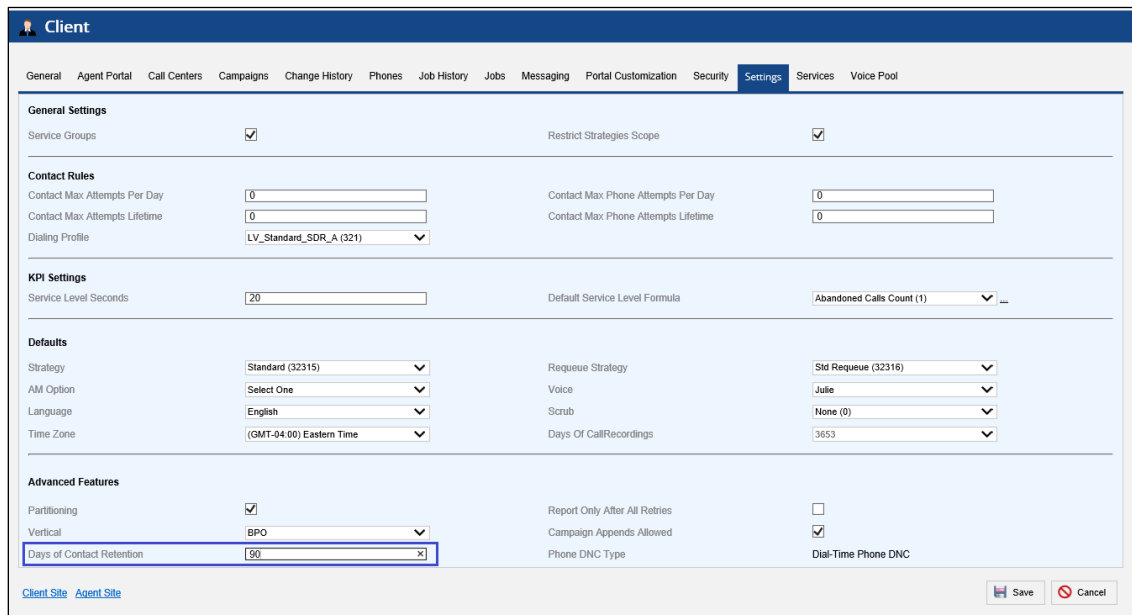 Client
General Agent Portal Call Centers Campaigns Change History Phones Job History Jobs Messaging Portal Customization Security Settings Services Voice Pool
General Settings
Service Groups Restrict Strategies Scope
Contact Rules
Contact Max Attempts Per Day 0 Contact Max Phone Attempts Per Day 0
Contact Max Attempts Lifetime 0 Contact Max Phone Attempts Lifetime 0
Dialing Profile LV_Standard_SDR_A (321)
KPI Settings
Service Level Seconds 20 Default Service Level Formula Abandoned Calls Count (1) ...
Defaults
Strategy Standard (32315) Requeue Strategy Std Requeue (32316)
AM Option Select One Voice Julie
Language English Scrub None (0)
Time Zone (GMT-04:00) Eastern Time Days Of CallRecordings 3653
Advanced Features
Partitioning Report Only After All Retries
Vertical BPO Campaign Appends Allowed
Days of Contact Retention 90 × Phone DNC Type Dial-Time Phone DNC
Client Site Agent Site Save Cancel